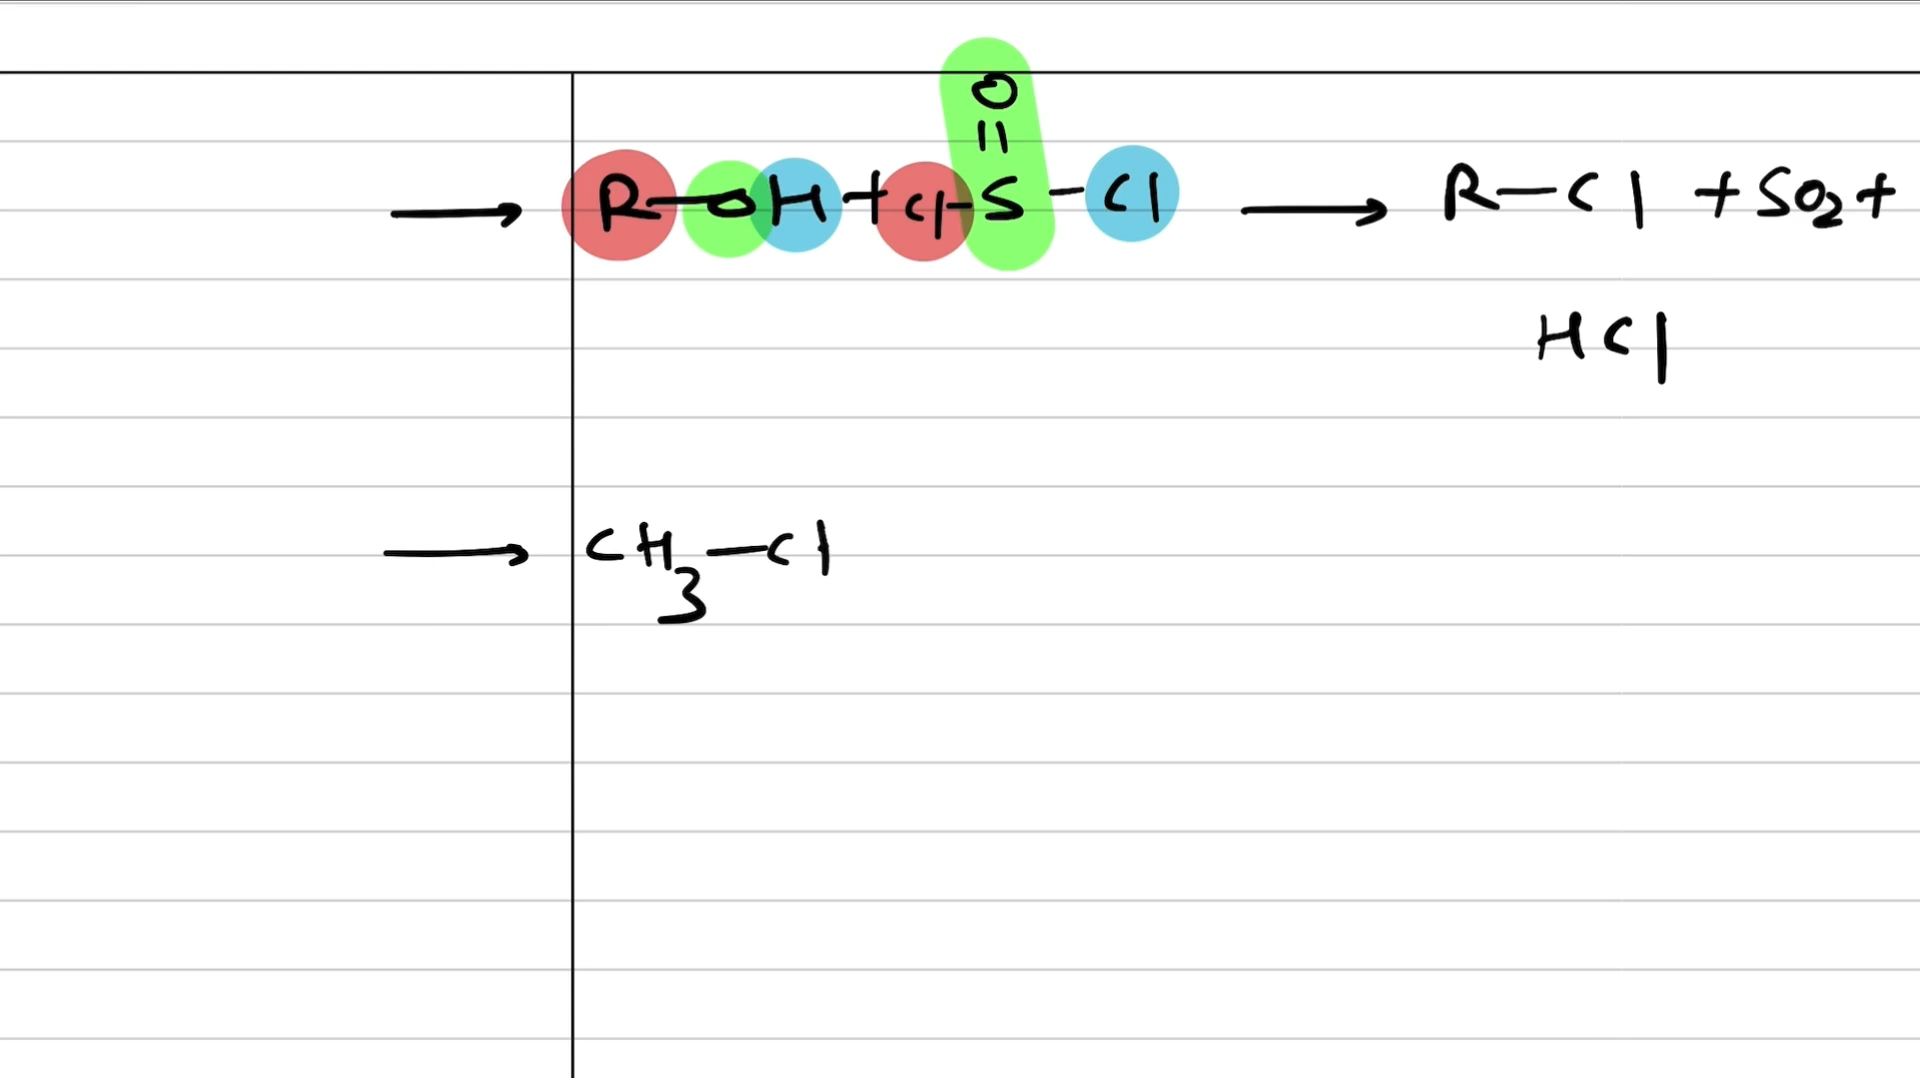 O
||
→ R-OH + Cl-S-Cl → R-Cl + SO2 +
HCl
→ CH3-Cl